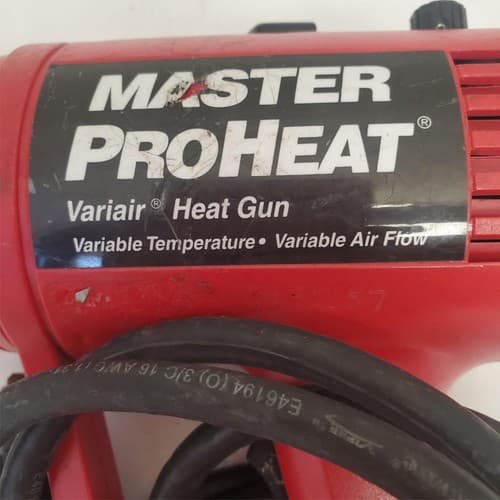 MASTER
PROHEAT®
Variair® Heat Gun
Variable Temperature • Variable Air Flow
E46194 (O) 3/C 16 AWG